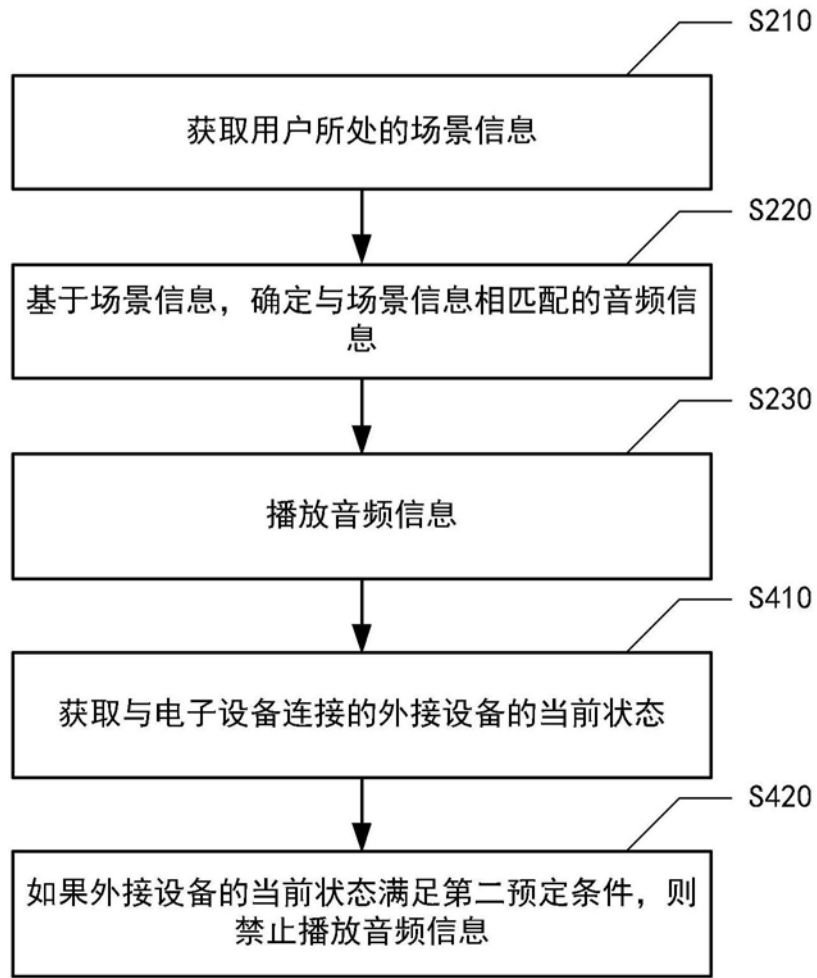 S210
获取用户所处的场景信息
S220
基于场景信息，确定与场景信息相匹配的音频信
息
S230
播放音频信息
S410
获取与电子设备连接的外接设备的当前状态
S420
如果外接设备的当前状态满足第二预定条件，则
禁止播放音频信息